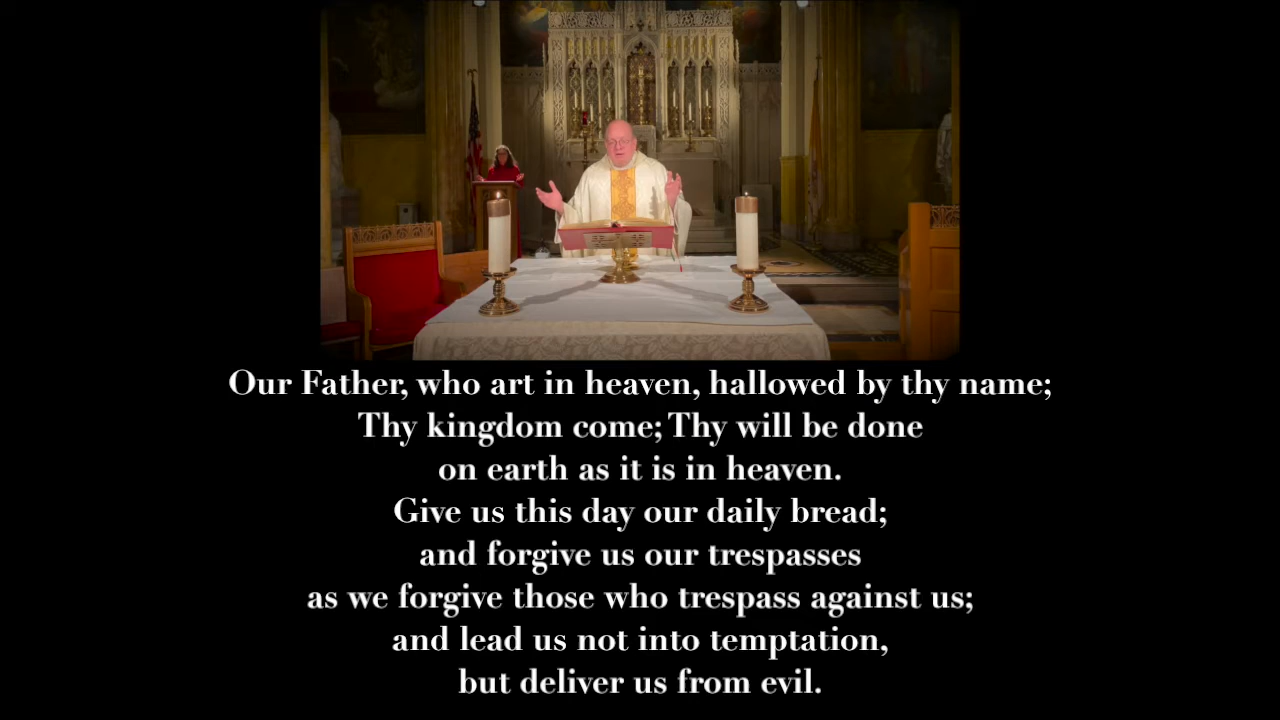 Our Father, who art in heaven, hallowed by thy name;
Thy kingdom come; Thy will be done
on earth as it is in heaven.
Give us this day our daily bread;
and forgive us our trespasses
as we forgive those who trespass against us;
and lead us not into temptation,
but deliver us from evil.